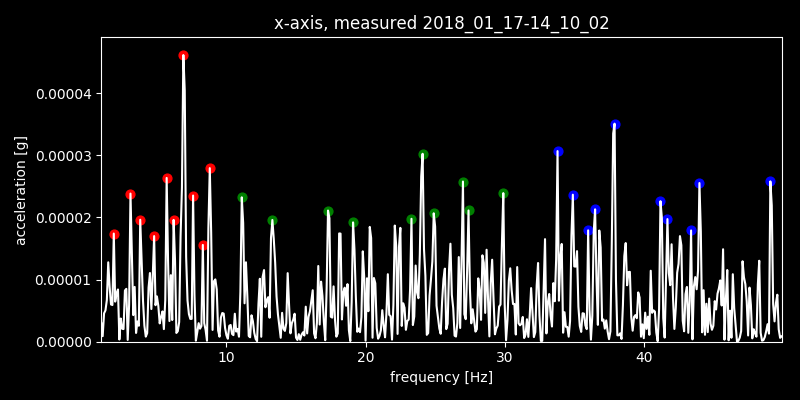 x-axis, measured 2018_01_17-14_10_02
0.00004
0.00003
0.00002
0.00001
0.00000
acceleration [g]
10 20 30 40
frequency [Hz]